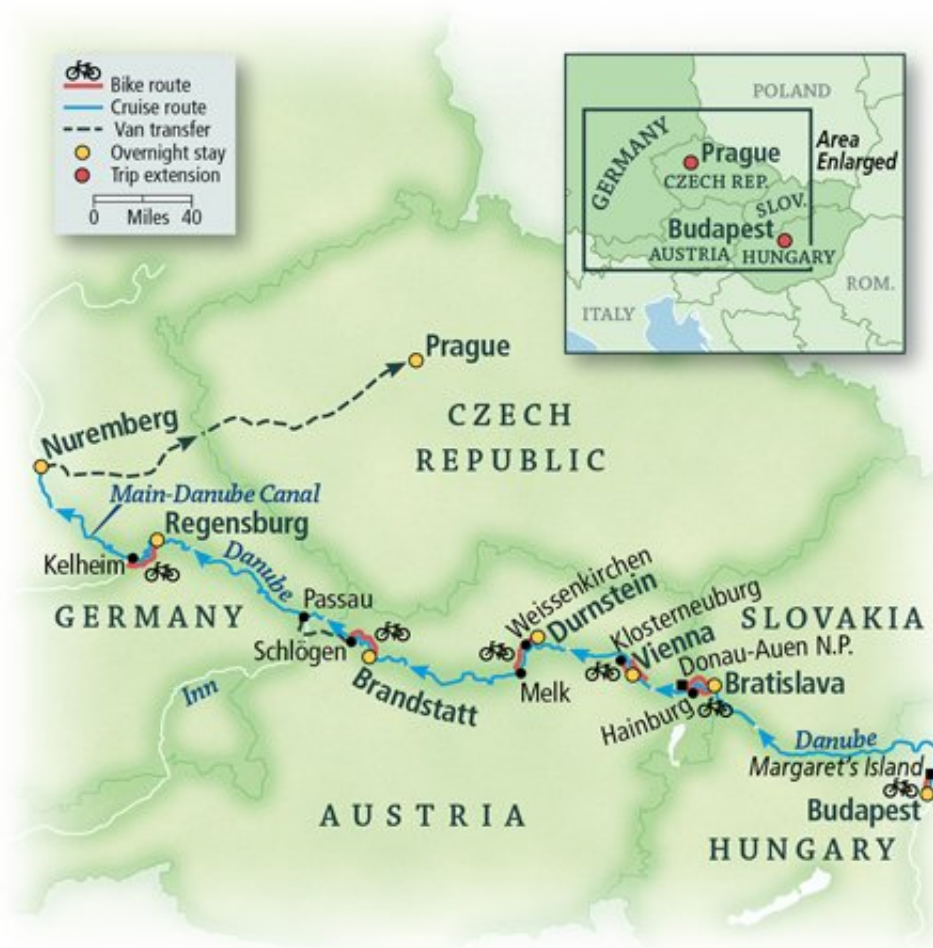 Bike route
Cruise route
Van transfer
Overnight stay
Trip extension
0 Miles 40
POLAND
GERMANY
Prague
CZECH REP.
Area
Enlarged
SLOV.
Budapest
AUSTRIA
HUNGARY
ROM.
ITALY
Prague
CZECH
REPUBLIC
Nuremberg
Main-Danube Canal
Regensburg
Kelheim
Danube
GERMANY
Passau
Schlögen
Brandstatt
Inn
Weissenkirchen
Durnstein
Melk
Klosterneuburg
Vienna
SLOVAKIA
Donau-Auen N.P.
Bratislava
Hainburg
Danube
Margaret's Island
Budapest
AUSTRIA
HUNGARY